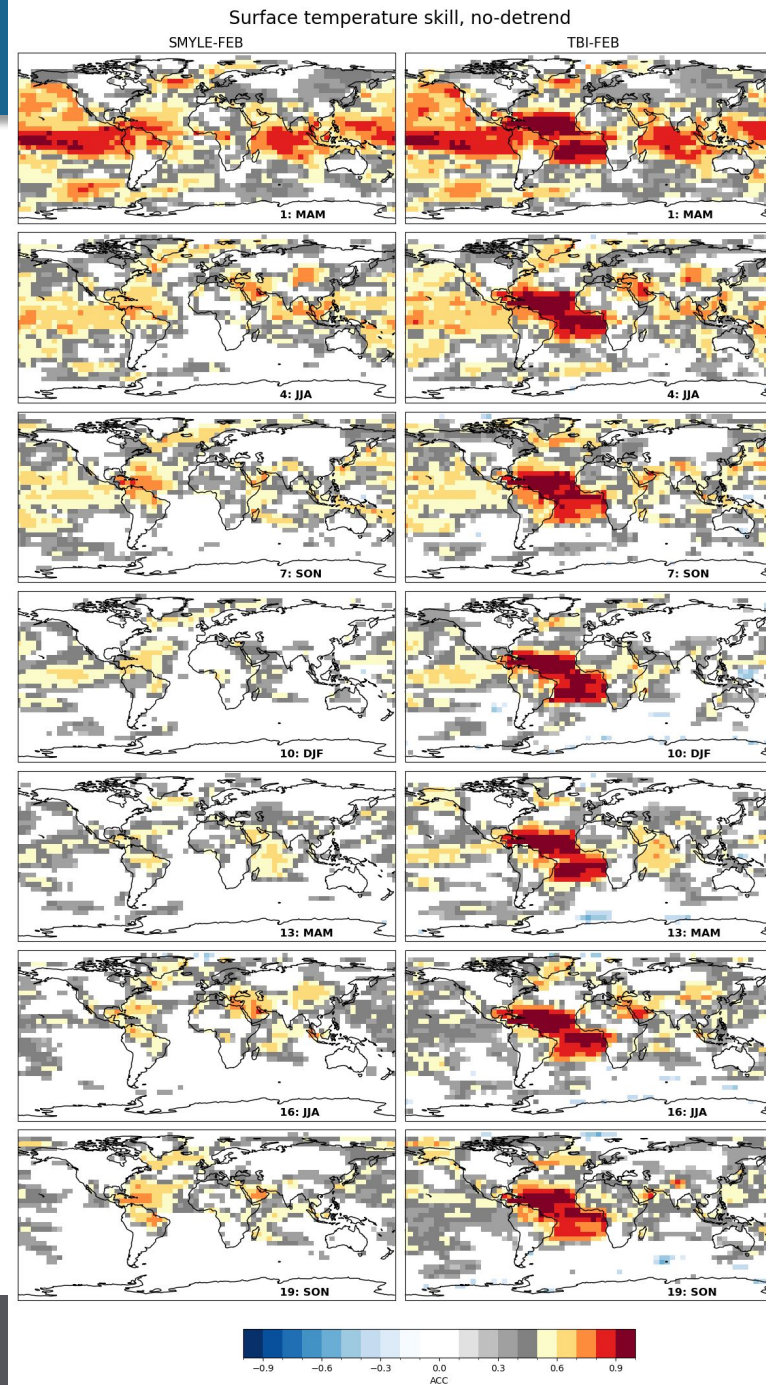 Surface temperature skill, no-detrend
SMYLE-FEB TBI-FEB
1: MAM 1: MAM
4: JJA 4: JJA
7: SON 7: SON
10: DJF 10: DJF
13: MAM 13: MAM
16: JJA 16: JJA
19: SON 19: SON
−0.9 −0.6 −0.3 0.0 0.3 0.6 0.9
ACC